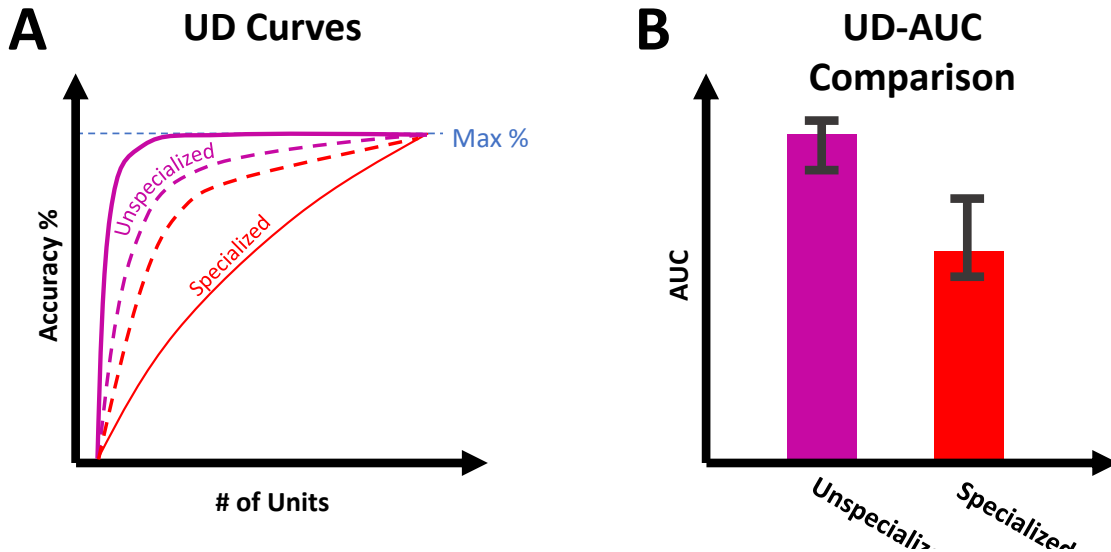 A
UD Curves
Max %
Unspecialized
Specialized
Accuracy %
# of Units
B
UD-AUC
Comparison
AUC
Unspecializ
Specialized